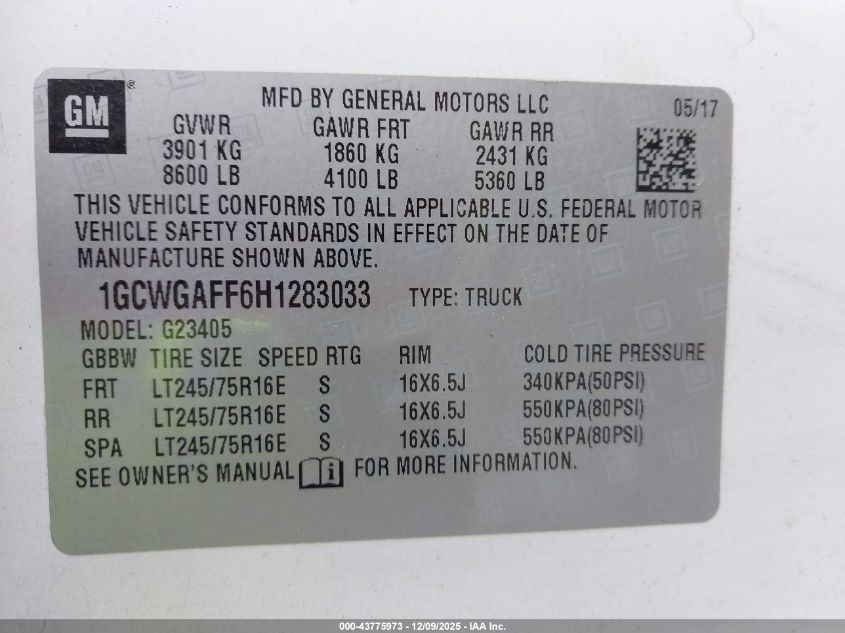 GM ®
MFD BY GENERAL MOTORS LLC 05/17
GVWR GAWR FRT GAWR RR
3901 KG 1860 KG 2431 KG
8600 LB 4100 LB 5360 LB
THIS VEHICLE CONFORMS TO ALL APPLICABLE U.S. FEDERAL MOTOR
VEHICLE SAFETY STANDARDS IN EFFECT ON THE DATE OF
MANUFACTURE SHOWN ABOVE.
1GCWGAFF6H1283033 TYPE: TRUCK
MODEL: G23405
GBBW TIRE SIZE SPEED RTG RIM COLD TIRE PRESSURE
FRT LT245/75R16E S 16X6.5J 340KPA(50PSI)
RR LT245/75R16E S 16X6.5J 550KPA(80PSI)
SPA LT245/75R16E S 16X6.5J 550KPA(80PSI)
SEE OWNER'S MANUAL i FOR MORE INFORMATION.
000-43775973 - 12/09/2025 - IAA Inc.